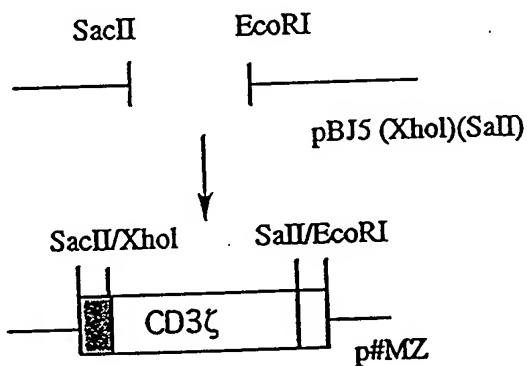 SacII EcoRI
pBJ5 (XhoI)(SalI)
SacII/XhoI SalI/EcoRI
CD3ζ
p#MZ